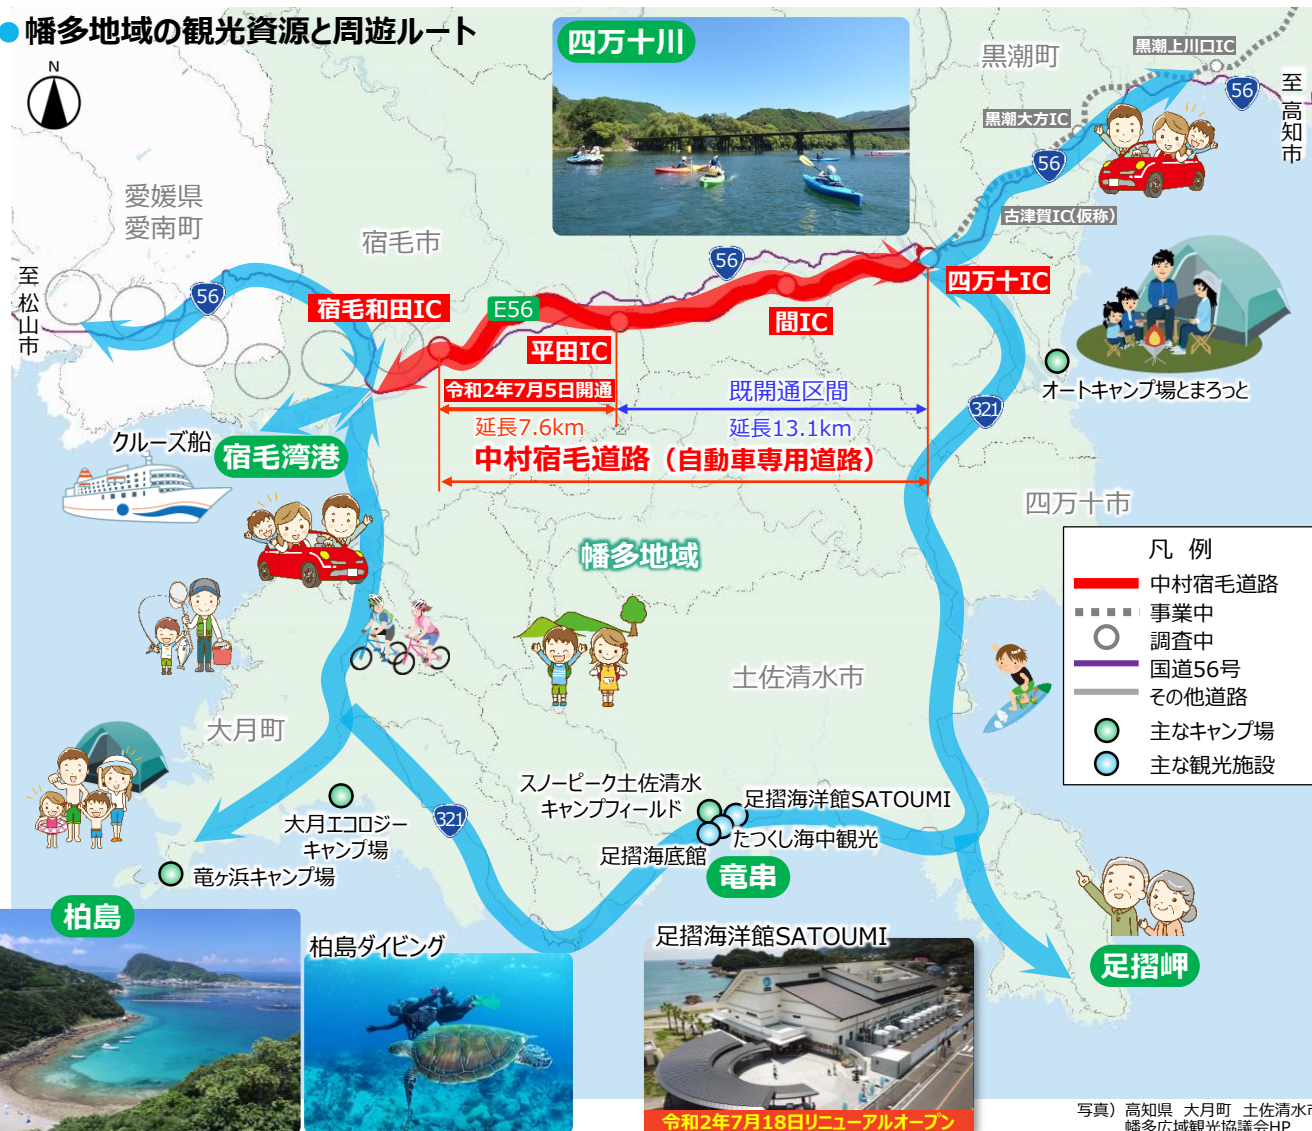 幡多地域の観光資源と周遊ルート
N
四万十川
黒潮町
黒潮上川口IC
56
至高知市
黒潮大方IC
56
古津賀IC(仮称)
愛媛県
愛南町
宿毛市
至松山市
56
宿毛和田IC
E56
平田IC
56
間IC
四万十IC
令和2年7月5日開通
既開通区間
延長7.6km
延長13.1km
中村宿毛道路（自動車専用道路）
オートキャンプ場とまろっと
321
クルーズ船
宿毛湾港
四万十市
幡多地域
凡 例
中村宿毛道路
事業中
調査中
国道56号
その他道路
主なキャンプ場
主な観光施設
土佐清水市
大月町
大月エコロジー
キャンプ場
竜ヶ浜キャンプ場
321
スノーピーク土佐清水
キャンプフィールド
足摺海洋館SATOUMI
たつくし海中観光
足摺海底館
竜串
柏島
柏島ダイビング
足摺海洋館SATOUMI
足摺岬
令和2年7月18日リニューアルオープン
写真）高知県 大月町 土佐清水市
幡多広域観光協議会HP